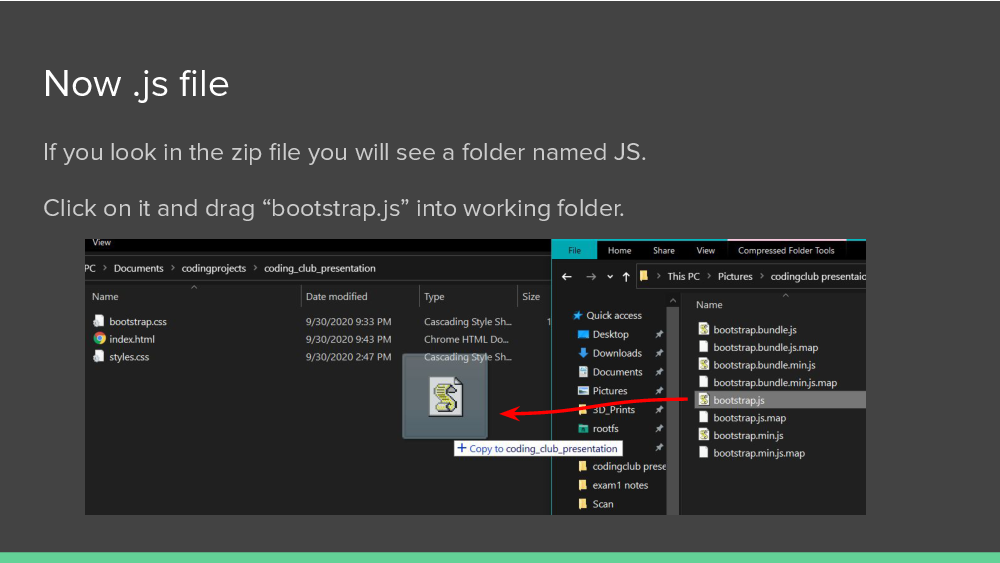 Now .js file
If you look in the zip file you will see a folder named JS.
Click on it and drag “bootstrap.js” into working folder.
View
PC > Documents > codingprojects > coding_club_presentation
Name Date modified Type Size
bootstrap.css 9/30/2020 9:33 PM Cascading Style Sh... 1
index.html 9/30/2020 9:43 PM Chrome HTML Do...
styles.css 9/30/2020 2:47 PM Cascading Style Sh...
+ Copy to coding_club_presentation
File Home Share View Compressed Folder Tools
This PC > Pictures > codingclub presentaic
Quick access
Desktop
Downloads
Documents
Pictures
3D_Prints
rootfs
codingclub prese
exam1 notes
Scan
Name
bootstrap.bundle.js
bootstrap.bundle.js.map
bootstrap.bundle.min.js
bootstrap.bundle.min.js.map
bootstrap.js
bootstrap.js.map
bootstrap.min.js
bootstrap.min.js.map